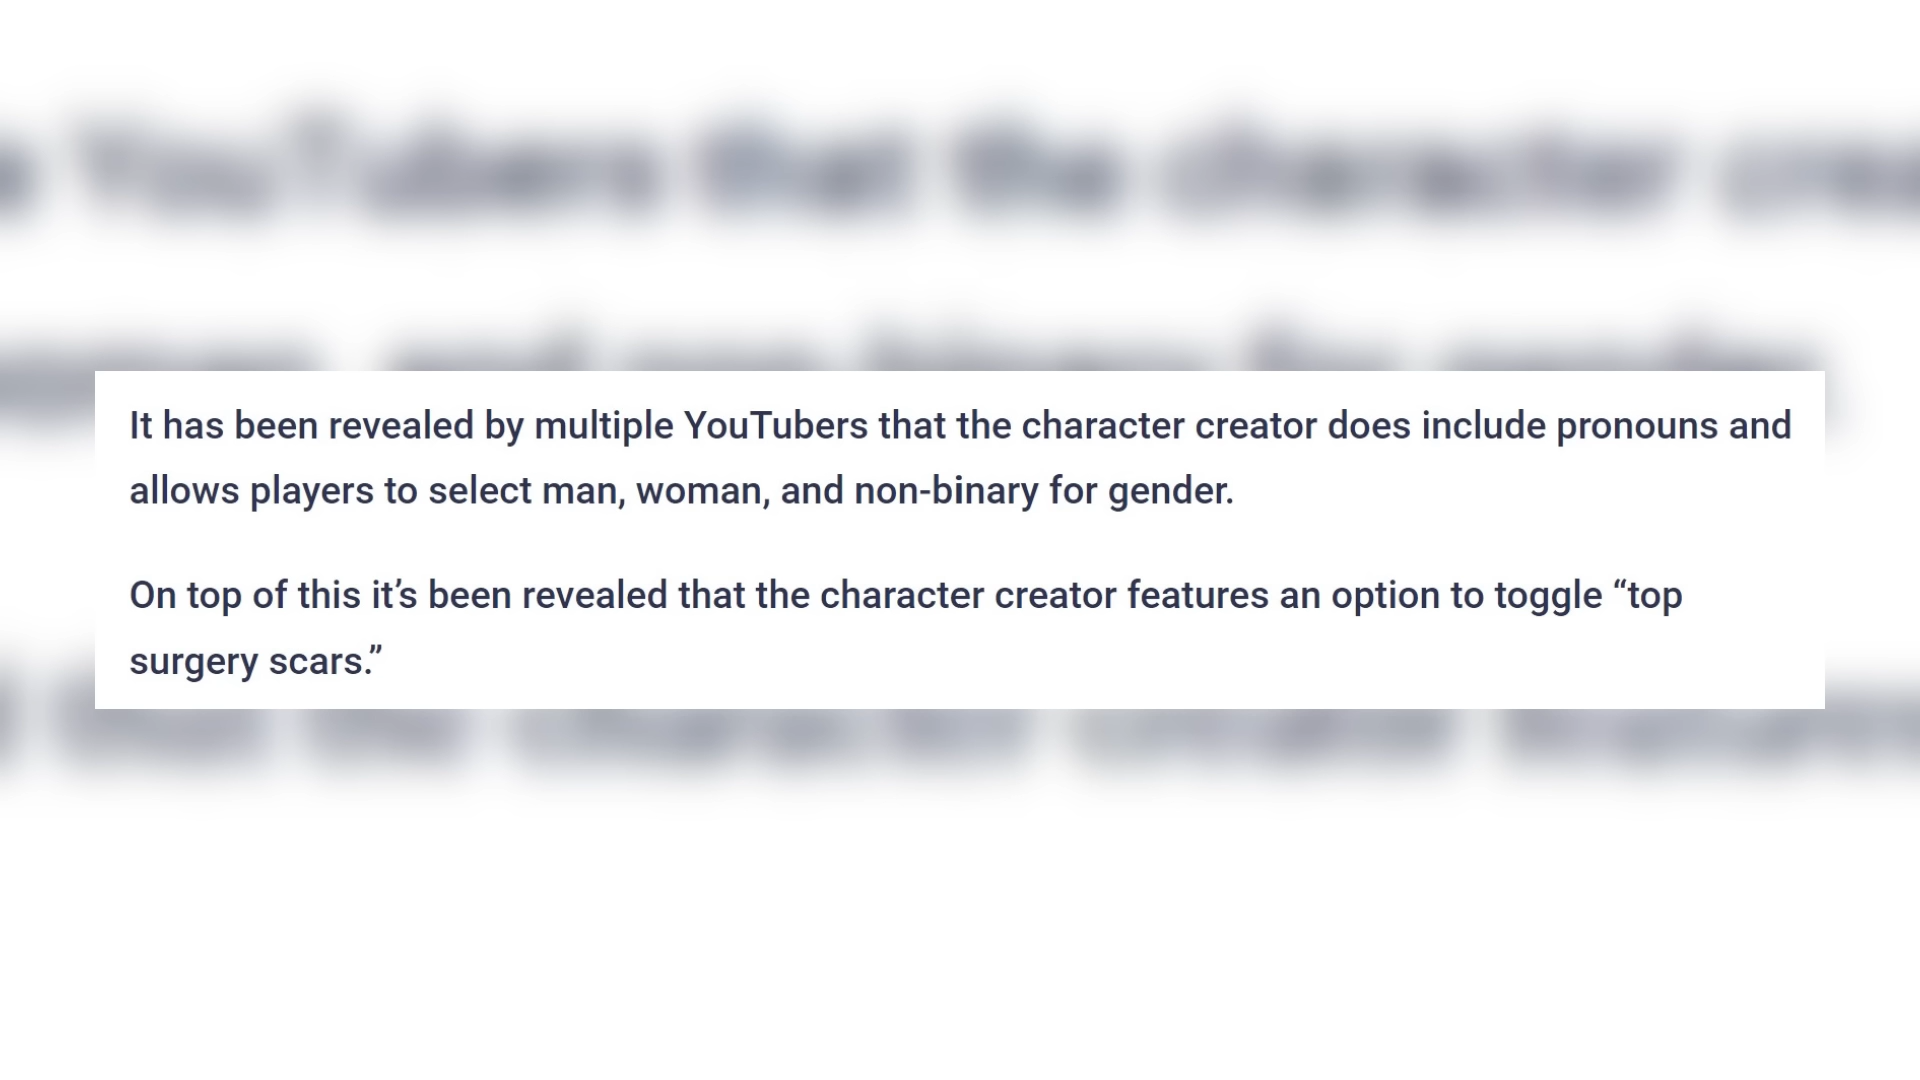 It has been revealed by multiple YouTubers that the character creator does include pronouns and
allows players to select man, woman, and non-binary for gender.
On top of this it’s been revealed that the character creator features an option to toggle “top
surgery scars.”